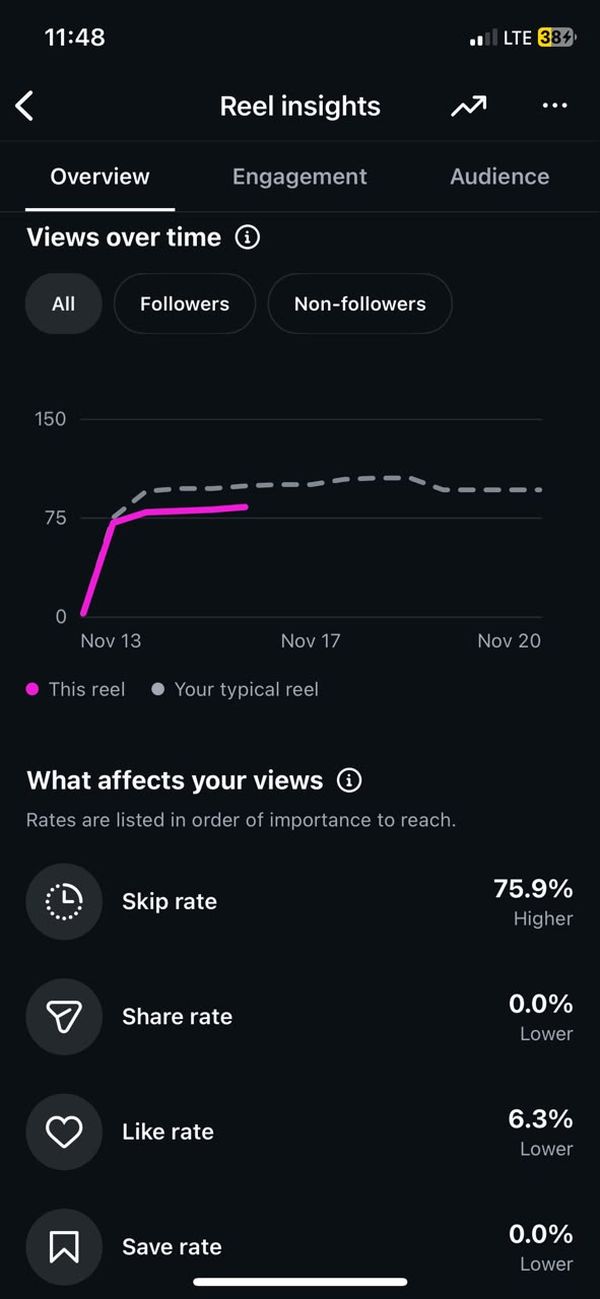 11:48 LTE 38
Reel insights
Overview Engagement Audience
Views over time
All Followers Non-followers
150
75
0
Nov 13 Nov 17 Nov 20
This reel Your typical reel
What affects your views
Rates are listed in order of importance to reach.
Skip rate 75.9%
Higher
Share rate 0.0%
Lower
Like rate 6.3%
Lower
Save rate 0.0%
Lower